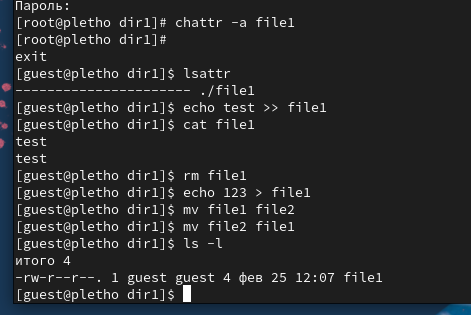 Пароль:
[root@pletho dir1]# chattr -a file1
[root@pletho dir1]#
exit
[guest@pletho dir1]$ lsattr
---------------------- ./file1
[guest@pletho dir1]$ echo test >> file1
[guest@pletho dir1]$ cat file1
test
test
[guest@pletho dir1]$ rm file1
[guest@pletho dir1]$ echo 123 > file1
[guest@pletho dir1]$ mv file1 file2
[guest@pletho dir1]$ mv file2 file1
[guest@pletho dir1]$ ls -l
итого 4
-rw-r--r--. 1 guest guest 4 фев 25 12:07 file1
[guest@pletho dir1]$